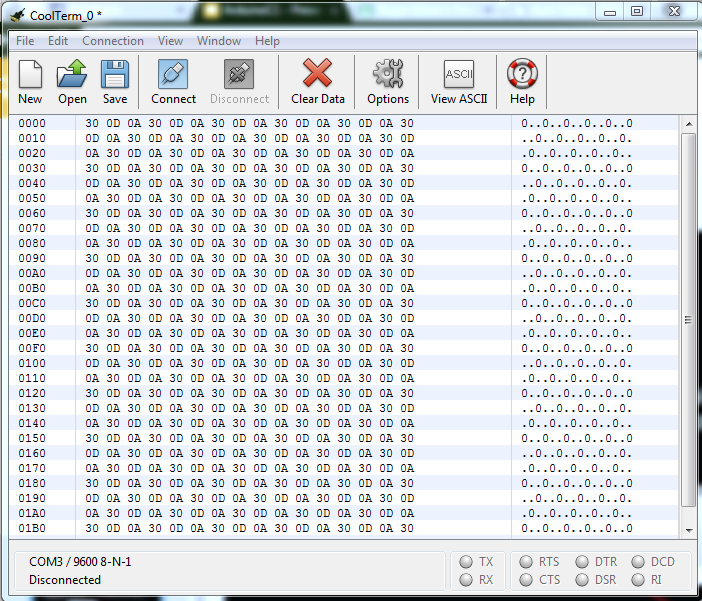 CoolTerm_0 *
File Edit Connection View Window Help
ASCII
New Open Save Connect Disconnect Clear Data Options View ASCII Help
0000 30 0D 0A 30 0D 0A 30 0D 0A 30 0D 0A 30 0D 0A 30 0..0..0..0..0..0
0010 0D 0A 30 0D 0A 30 0D 0A 30 0D 0A 30 0D 0A 30 0D ..0..0..0..0..0.
0020 0A 30 0D 0A 30 0D 0A 30 0D 0A 30 0D 0A 30 0D 0A .0..0..0..0..0..
0030 30 0D 0A 30 0D 0A 30 0D 0A 30 0D 0A 30 0D 0A 30 0..0..0..0..0..0
0040 0D 0A 30 0D 0A 30 0D 0A 30 0D 0A 30 0D 0A 30 0D ..0..0..0..0..0.
0050 0A 30 0D 0A 30 0D 0A 30 0D 0A 30 0D 0A 30 0D 0A .0..0..0..0..0..
0060 30 0D 0A 30 0D 0A 30 0D 0A 30 0D 0A 30 0D 0A 30 0..0..0..0..0..0
0070 0D 0A 30 0D 0A 30 0D 0A 30 0D 0A 30 0D 0A 30 0D ..0..0..0..0..0.
0080 0A 30 0D 0A 30 0D 0A 30 0D 0A 30 0D 0A 30 0D 0A .0..0..0..0..0..
0090 30 0D 0A 30 0D 0A 30 0D 0A 30 0D 0A 30 0D 0A 30 0..0..0..0..0..0
00A0 0D 0A 30 0D 0A 30 0D 0A 30 0D 0A 30 0D 0A 30 0D ..0..0..0..0..0.
00B0 0A 30 0D 0A 30 0D 0A 30 0D 0A 30 0D 0A 30 0D 0A .0..0..0..0..0..
00C0 30 0D 0A 30 0D 0A 30 0D 0A 30 0D 0A 30 0D 0A 30 0..0..0..0..0..0
00D0 0D 0A 30 0D 0A 30 0D 0A 30 0D 0A 30 0D 0A 30 0D ..0..0..0..0..0.
00E0 0A 30 0D 0A 30 0D 0A 30 0D 0A 30 0D 0A 30 0D 0A .0..0..0..0..0..
00F0 30 0D 0A 30 0D 0A 30 0D 0A 30 0D 0A 30 0D 0A 30 0..0..0..0..0..0
0100 0D 0A 30 0D 0A 30 0D 0A 30 0D 0A 30 0D 0A 30 0D ..0..0..0..0..0.
0110 0A 30 0D 0A 30 0D 0A 30 0D 0A 30 0D 0A 30 0D 0A .0..0..0..0..0..
0120 30 0D 0A 30 0D 0A 30 0D 0A 30 0D 0A 30 0D 0A 30 0..0..0..0..0..0
0130 0D 0A 30 0D 0A 30 0D 0A 30 0D 0A 30 0D 0A 30 0D ..0..0..0..0..0.
0140 0A 30 0D 0A 30 0D 0A 30 0D 0A 30 0D 0A 30 0D 0A .0..0..0..0..0..
0150 30 0D 0A 30 0D 0A 30 0D 0A 30 0D 0A 30 0D 0A 30 0..0..0..0..0..0
0160 0D 0A 30 0D 0A 30 0D 0A 30 0D 0A 30 0D 0A 30 0D ..0..0..0..0..0.
0170 0A 30 0D 0A 30 0D 0A 30 0D 0A 30 0D 0A 30 0D 0A .0..0..0..0..0..
0180 30 0D 0A 30 0D 0A 30 0D 0A 30 0D 0A 30 0D 0A 30 0..0..0..0..0..0
0190 0D 0A 30 0D 0A 30 0D 0A 30 0D 0A 30 0D 0A 30 0D ..0..0..0..0..0.
01A0 0A 30 0D 0A 30 0D 0A 30 0D 0A 30 0D 0A 30 0D 0A .0..0..0..0..0..
01B0 30 0D 0A 30 0D 0A 30 0D 0A 30 0D 0A 30 0D 0A 30 0..0..0..0..0..0
COM3 / 9600 8-N-1 TX RTS DTR DCD
Disconnected RX CTS DSR RI